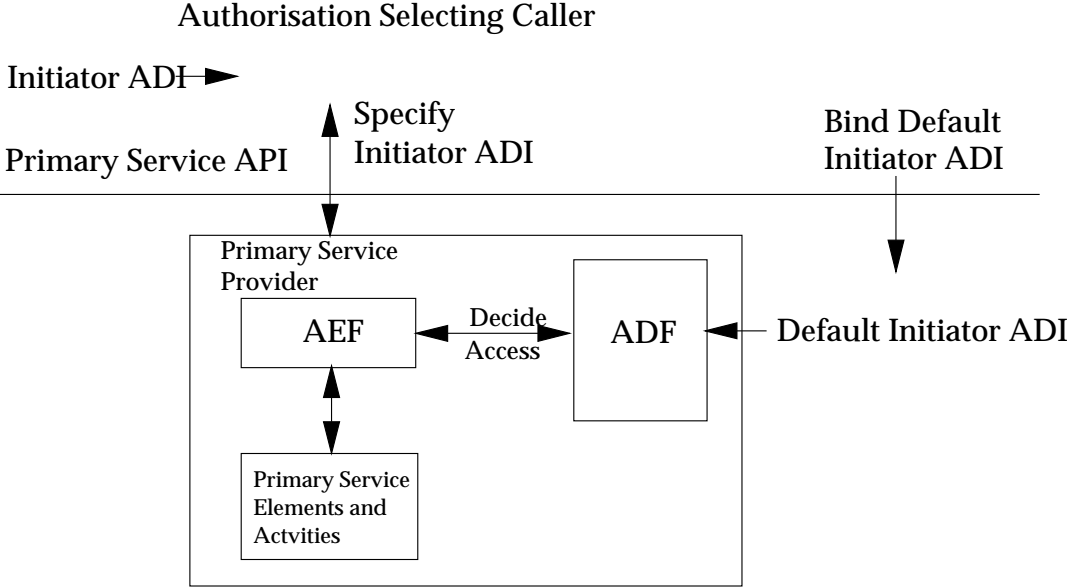 Authorisation Selecting Caller
Initiator ADI
Specify
Initiator ADI
Bind Default
Initiator ADI
Primary Service API
Primary Service
Provider
AEF
Decide
Access
ADF
Default Initiator ADI
Primary Service
Elements and
Actvities